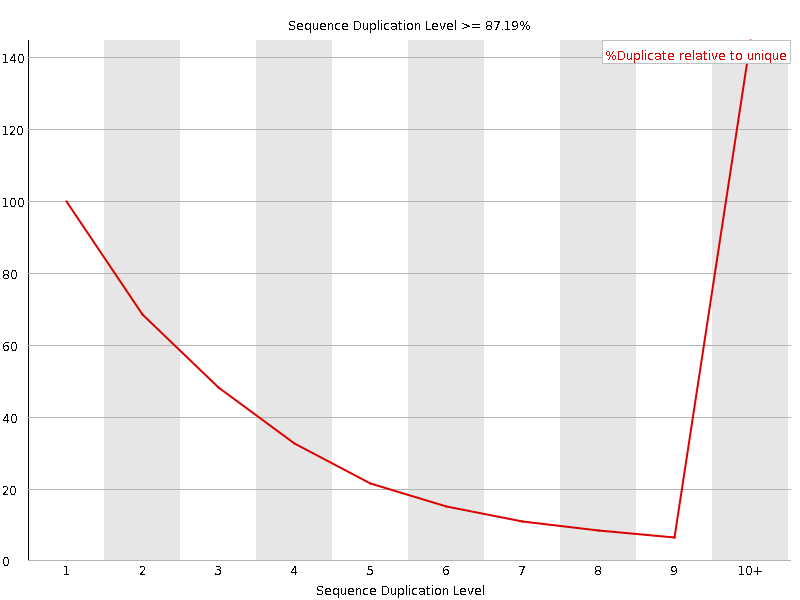 Sequence Duplication Level >= 87.19%
%Duplicate relative to unique
140
120
100
80
60
40
20
0
1 2 3 4 5 6 7 8 9 10+
Sequence Duplication Level